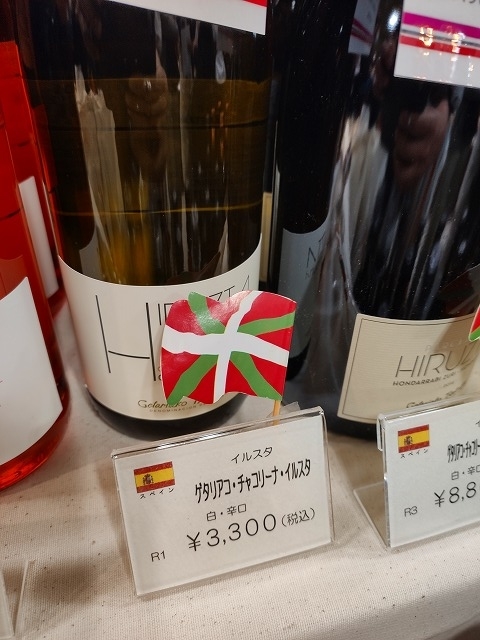 HIRUZTA
Getariako
イルスタ
スペイン
ゲタリアコ・チャコリーナ・イルスタ
白・辛口
R1 ¥3,300(税込)
HIRUZ
HONDARRABI
スペイン
ゲタリアコ・チャコリー
白・辛
R3 ¥8,8